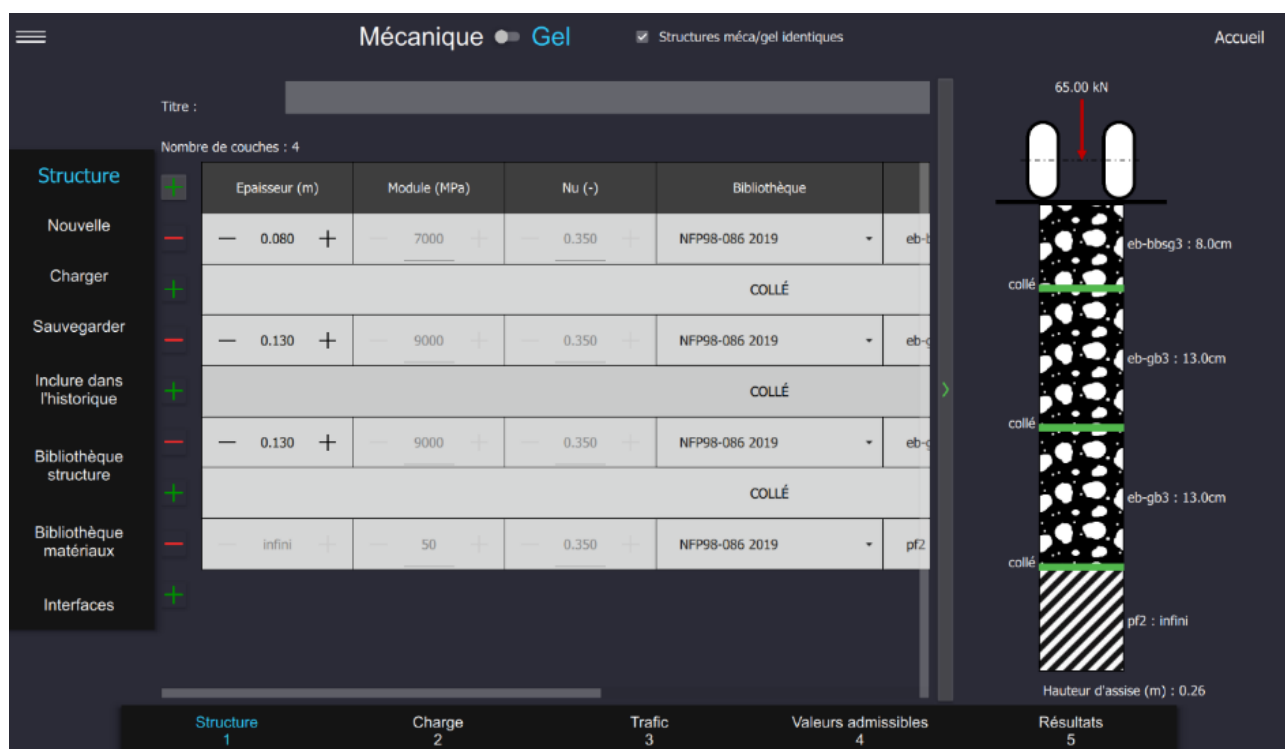 Mécanique Gel
Structures méca/gel identiques
Accueil
Titre :
Nombre de couches : 4
Structure
Nouvelle
Charger
Sauvegarder
Inclure dans
l'historique
Bibliothèque
structure
Bibliothèque
matériaux
Interfaces
Epaisseur (m) Module (MPa) Nu (-) Bibliothèque
— 0.080 + — 7000 + — 0.350 + NFP98-086 2019 eb-b
COLLÉ
— 0.130 + — 9000 + — 0.350 + NFP98-086 2019 eb-g
COLLÉ
— 0.130 + — 9000 + — 0.350 + NFP98-086 2019 eb-g
COLLÉ
— infini + — 50 + — 0.350 + NFP98-086 2019 pf2
65.00 kN
eb-bbsg3 : 8.0cm
collé
eb-gb3 : 13.0cm
collé
eb-gb3 : 13.0cm
collé
pf2 : infini
Hauteur d'assise (m) : 0.26
Structure Charge Trafic Valeurs admissibles Résultats
1 2 3 4 5